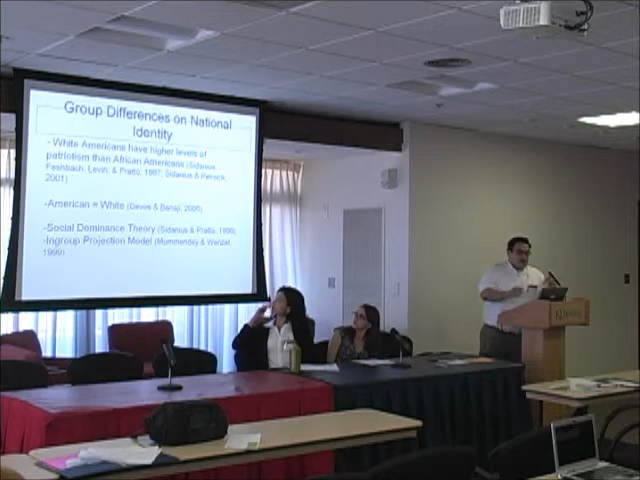 Group Differences on National
Identity
- White Americans have higher levels of
patriotism than African Americans (Sidanius
Feshbach, Levin, & Pratto, 1997; Sidanius & Petrocik,
2001)
-American = White (Devos & Banaji, 2005)
-Social Dominance Theory (Sidanius & Pratto, 1999)
-Ingroup Projection Model (Mummendey & Wenzel,
1999)